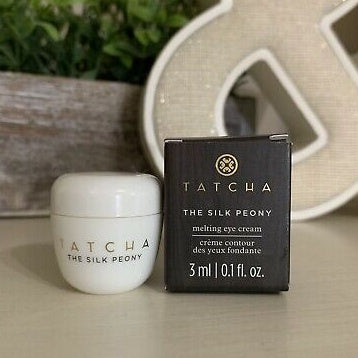 TATCHA
THE SILK PEONY
TATCHA
THE SILK PEONY
melting eye cream
crème contour
des yeux fondante
3 ml | 0.1 fl. oz.